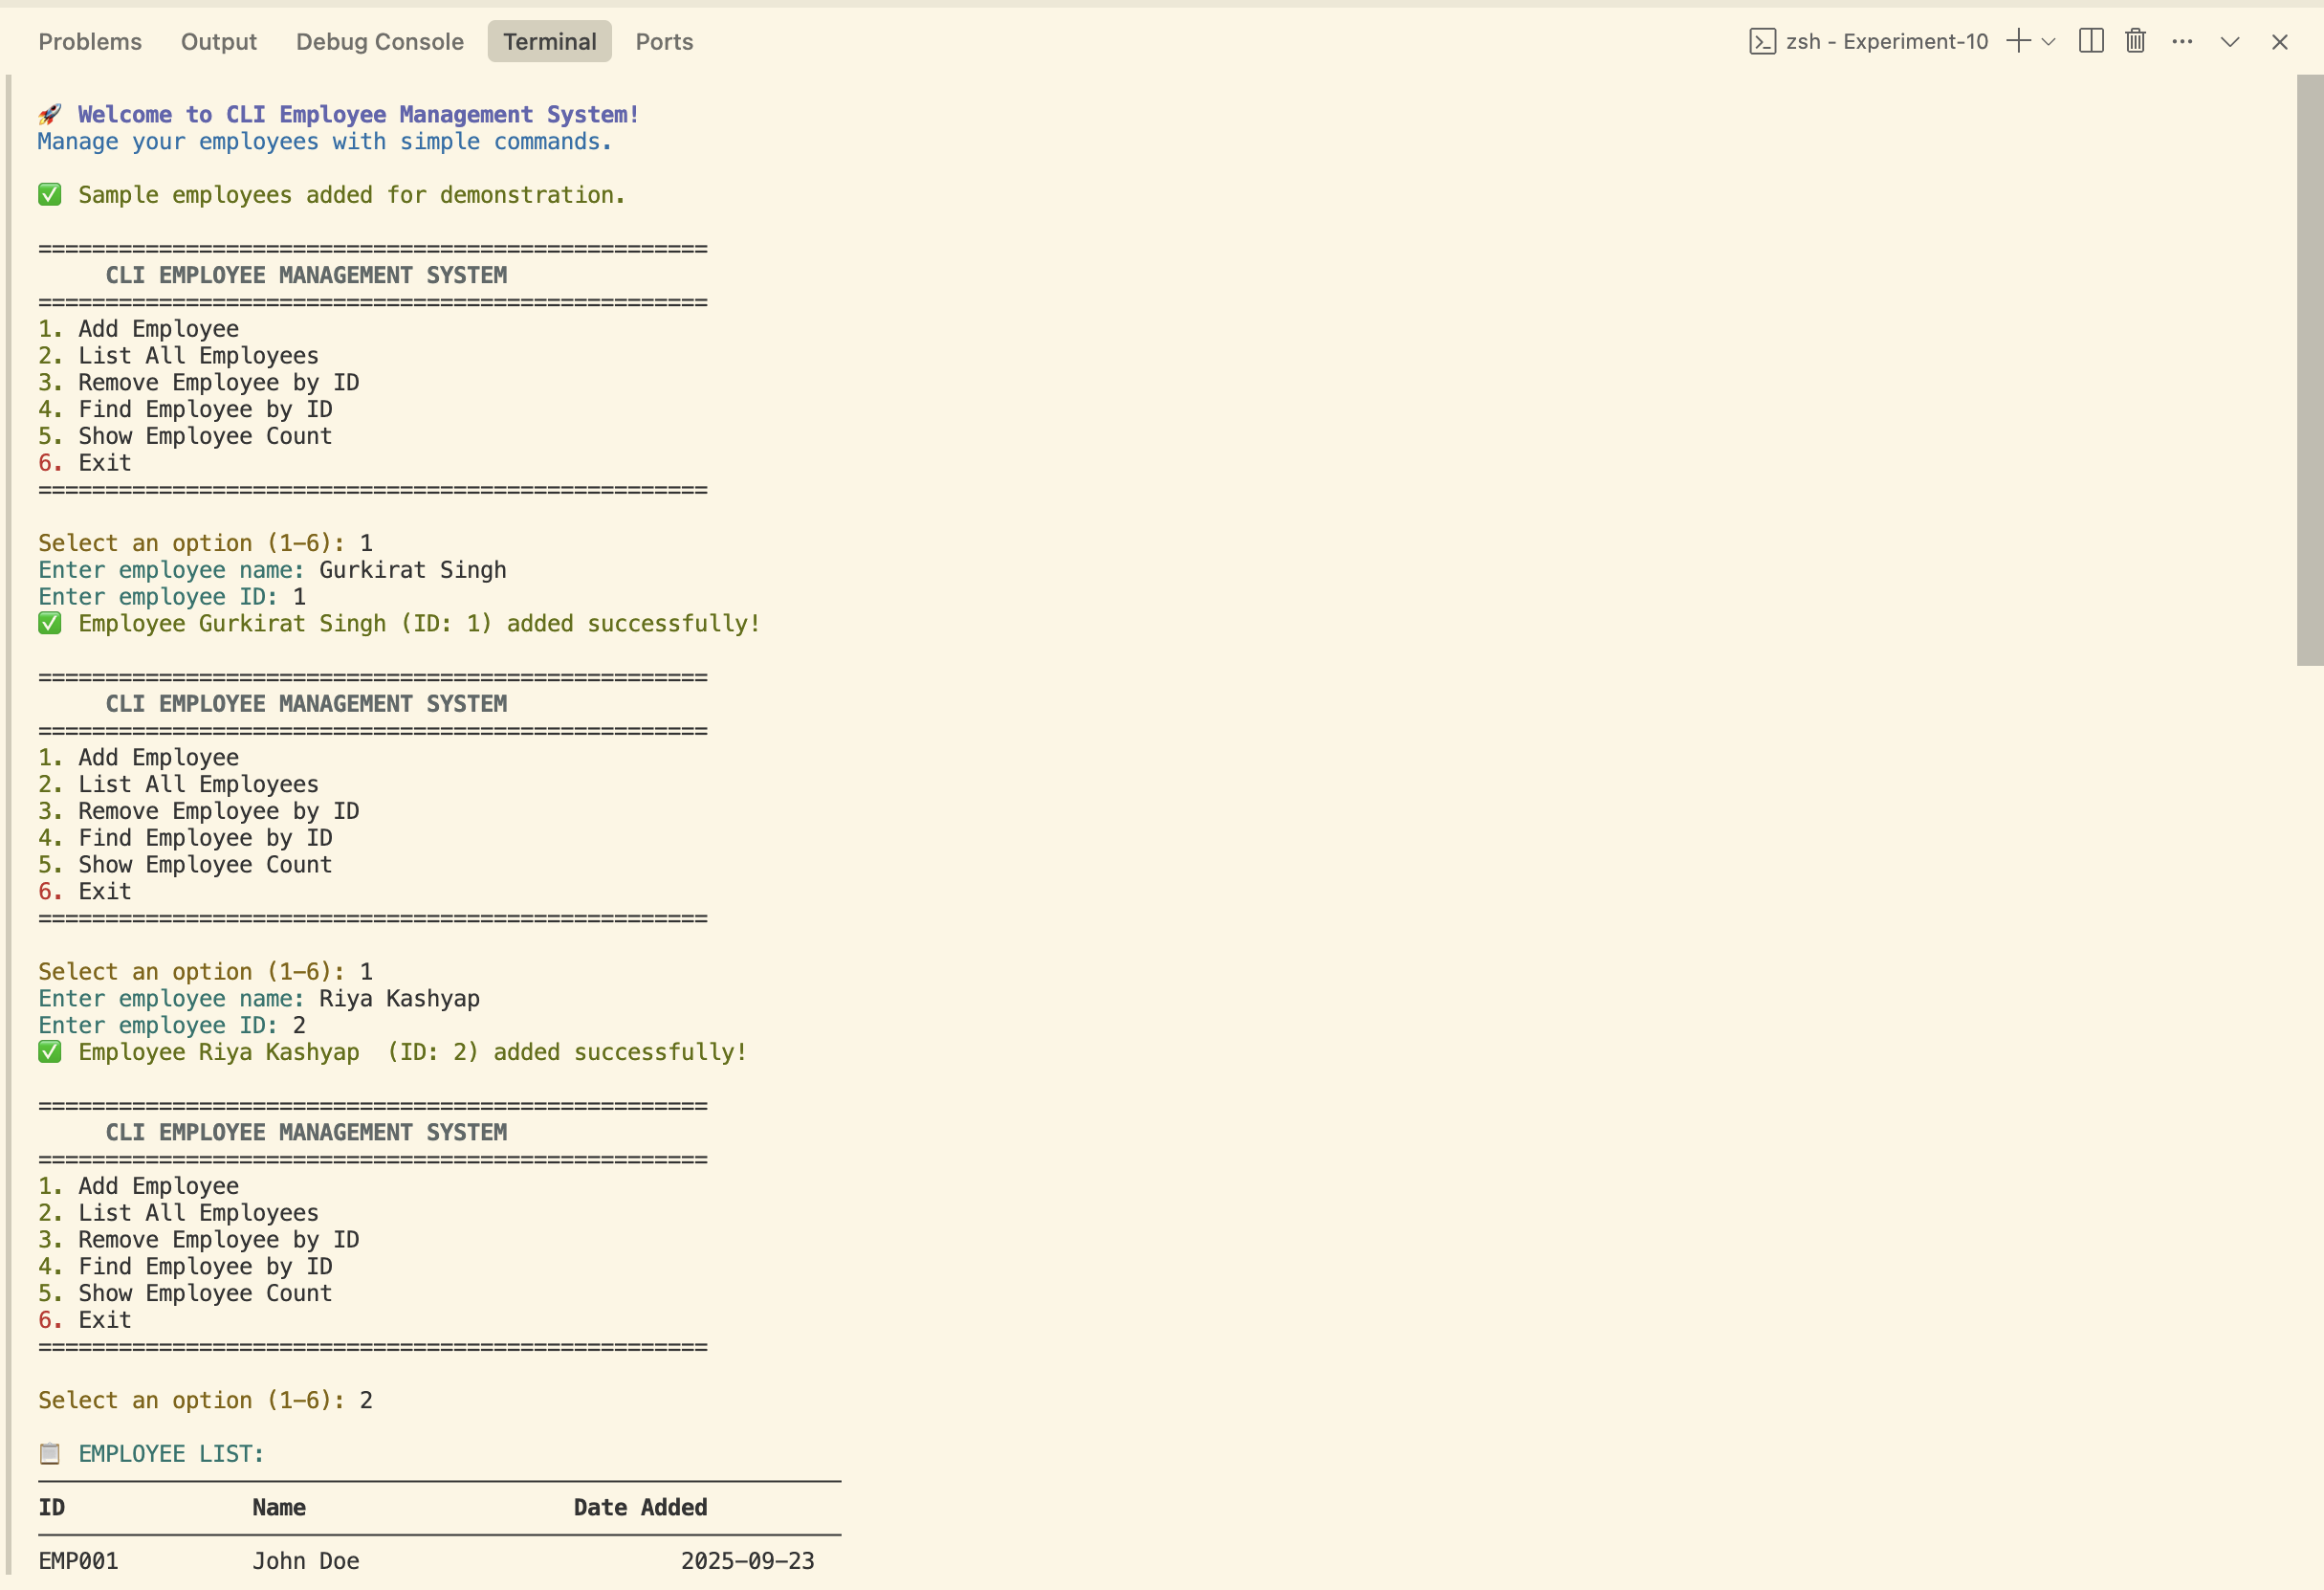 Problems Output Debug Console Terminal Ports zsh - Experiment-10
🚀 Welcome to CLI Employee Management System!
Manage your employees with simple commands.
✅ Sample employees added for demonstration.
==================================================
CLI EMPLOYEE MANAGEMENT SYSTEM
==================================================
1. Add Employee
2. List All Employees
3. Remove Employee by ID
4. Find Employee by ID
5. Show Employee Count
6. Exit
==================================================
Select an option (1-6): 1
Enter employee name: Gurkirat Singh
Enter employee ID: 1
✅ Employee Gurkirat Singh (ID: 1) added successfully!
==================================================
CLI EMPLOYEE MANAGEMENT SYSTEM
==================================================
1. Add Employee
2. List All Employees
3. Remove Employee by ID
4. Find Employee by ID
5. Show Employee Count
6. Exit
==================================================
Select an option (1-6): 1
Enter employee name: Riya Kashyap
Enter employee ID: 2
✅ Employee Riya Kashyap  (ID: 2) added successfully!
==================================================
CLI EMPLOYEE MANAGEMENT SYSTEM
==================================================
1. Add Employee
2. List All Employees
3. Remove Employee by ID
4. Find Employee by ID
5. Show Employee Count
6. Exit
==================================================
Select an option (1-6): 2
📋 EMPLOYEE LIST:
ID Name Date Added
EMP001 John Doe 2025-09-23